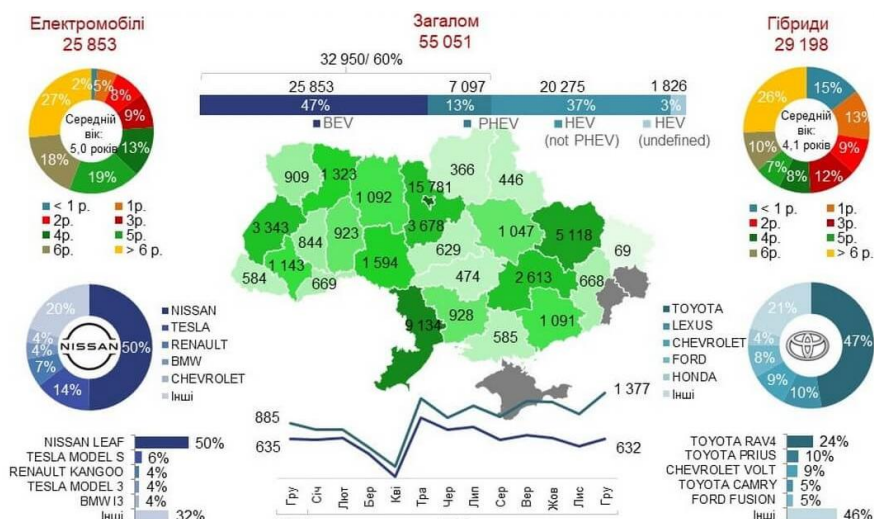 Електромобілі
25 853
Загалом
55 051
Гібриди
29 198
32 950/ 60%
25 853
7 097
20 275
1 826
47%
13%
37%
3%
BEV
PHEV
HEV
(not PHEV)
HEV
(undefined)
2%
5%
8%
9%
13%
19%
18%
27%
Середній
вік:
5,0 років
< 1 р.
1р.
2р.
3р.
4р.
5р.
6р.
> 6 р.
15%
13%
9%
12%
8%
7%
10%
26%
Середній
вік:
4,1 років
< 1 р.
1р.
2р.
3р.
4р.
5р.
6р.
> 6 р.
909
1 323
1 092
15 781
366
446
3 343
844
923
3 678
1 047
5 118
69
584
1 143
669
1 594
629
474
2 613
668
9 134
928
585
1 091
20%
4%
4%
7%
14%
50%
NISSAN
NISSAN
TESLA
RENAULT
BMW
CHEVROLET
Інші
TOYOTA
LEXUS
CHEVROLET
FORD
HONDA
Інші
21%
4%
8%
9%
10%
47%
885
635
1 377
632
Гру
Січ
Лют
Бер
Кві
Тра
Чер
Лип
Сер
Вер
Жов
Лис
Гру
NISSAN LEAF 50%
TESLA MODEL S 6%
RENAULT KANGOO 4%
TESLA MODEL 3 4%
BMW I3 4%
Інші 32%
TOYOTA RAV4 24%
TOYOTA PRIUS 10%
CHEVROLET VOLT 9%
TOYOTA CAMRY 5%
FORD FUSION 5%
Інші 46%